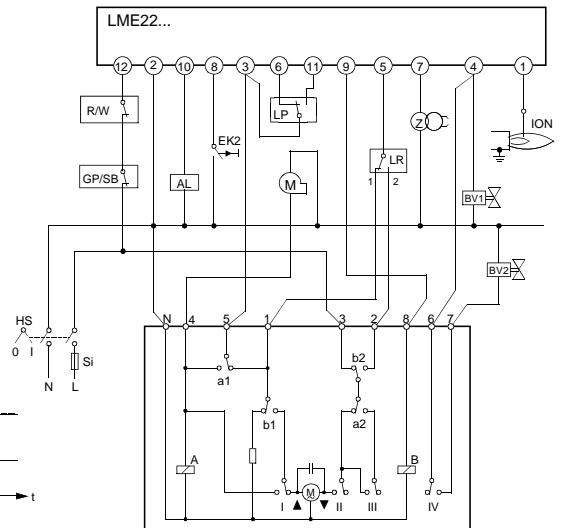 LME22...
12 2 10 8 3 6 11 9 5 7 4 1
R/W
LP
EK2
Z
ION
GP/SB
AL
M
LR
1 2
BV1
BV2
HS
0 I
Si
N L
N 4 5 1 3 2 8 6 7
a1
b2
b1
a2
A
B
M
I II III IV
t